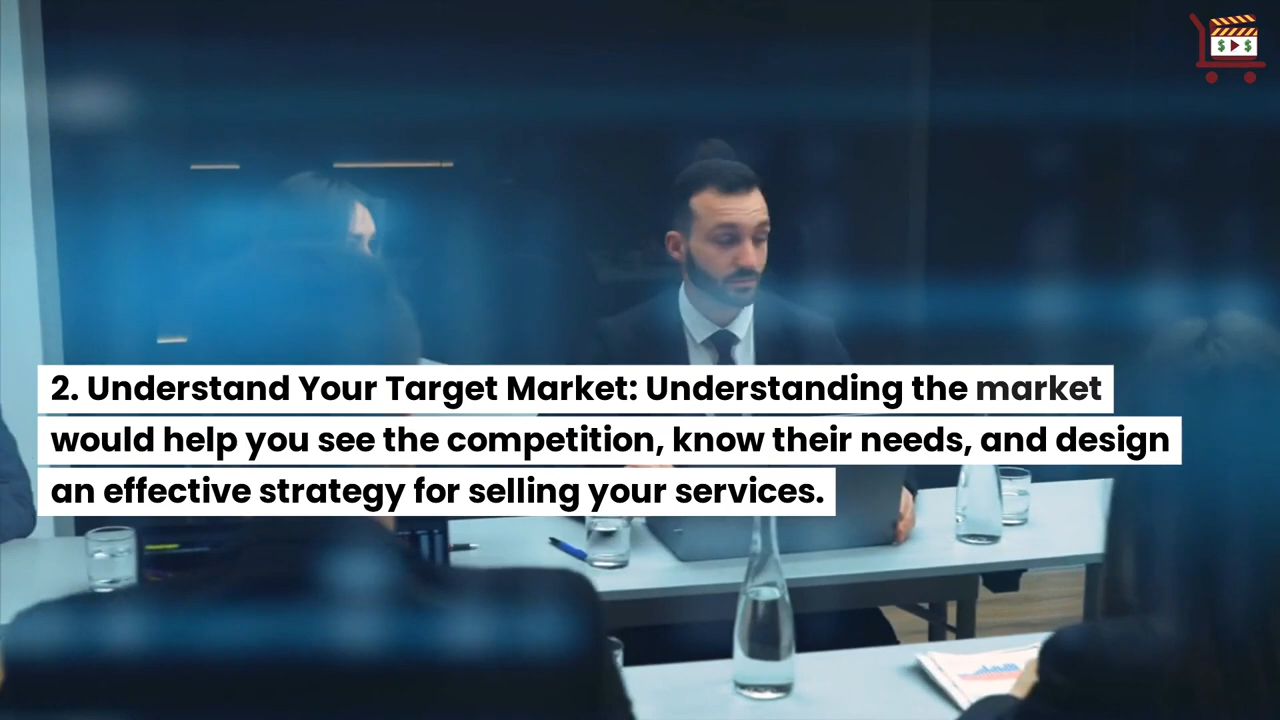 2. Understand Your Target Market: Understanding the market
would help you see the competition, know their needs, and design
an effective strategy for selling your services.
$ $